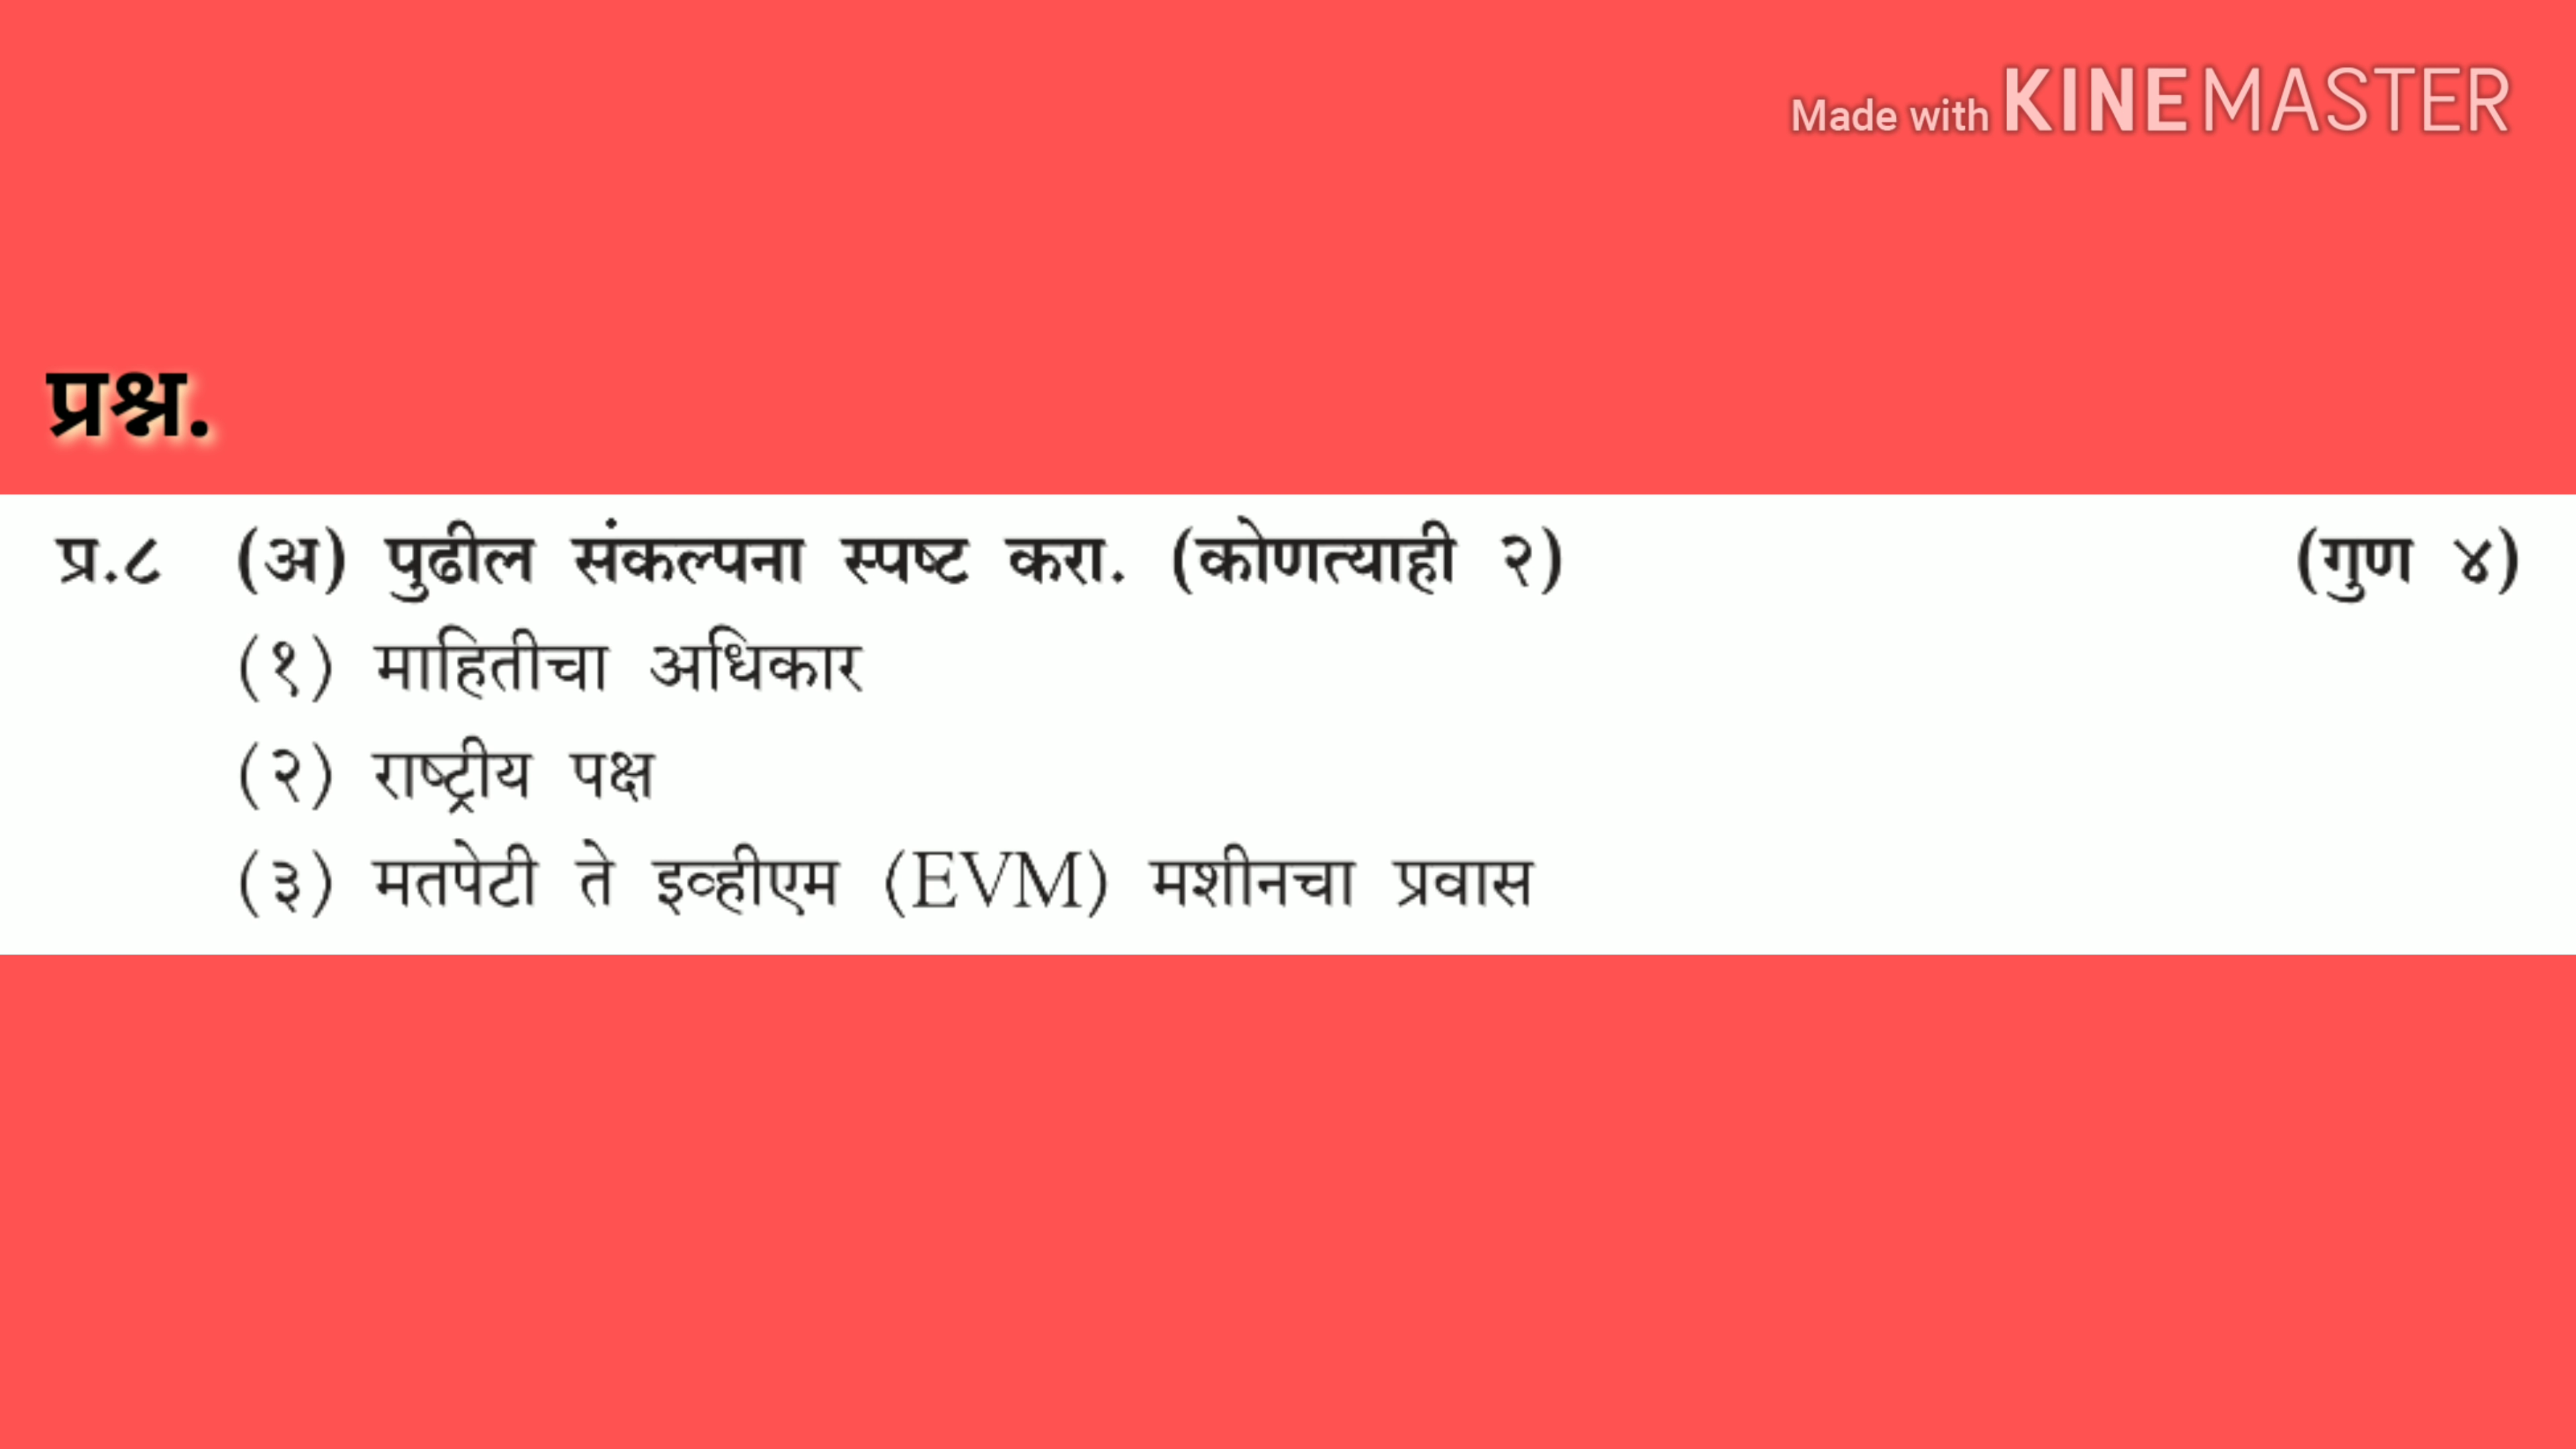 Made with KINEMASTER
प्रश्न.
प्र.८ (अ) पुढील संकल्पना स्पष्ट करा. (कोणत्याही २) (गुण ४)
(१) माहितीचा अधिकार
(२) राष्ट्रीय पक्ष
(३) मतपेटी ते इव्हीएम (EVM) मशीनचा प्रवास